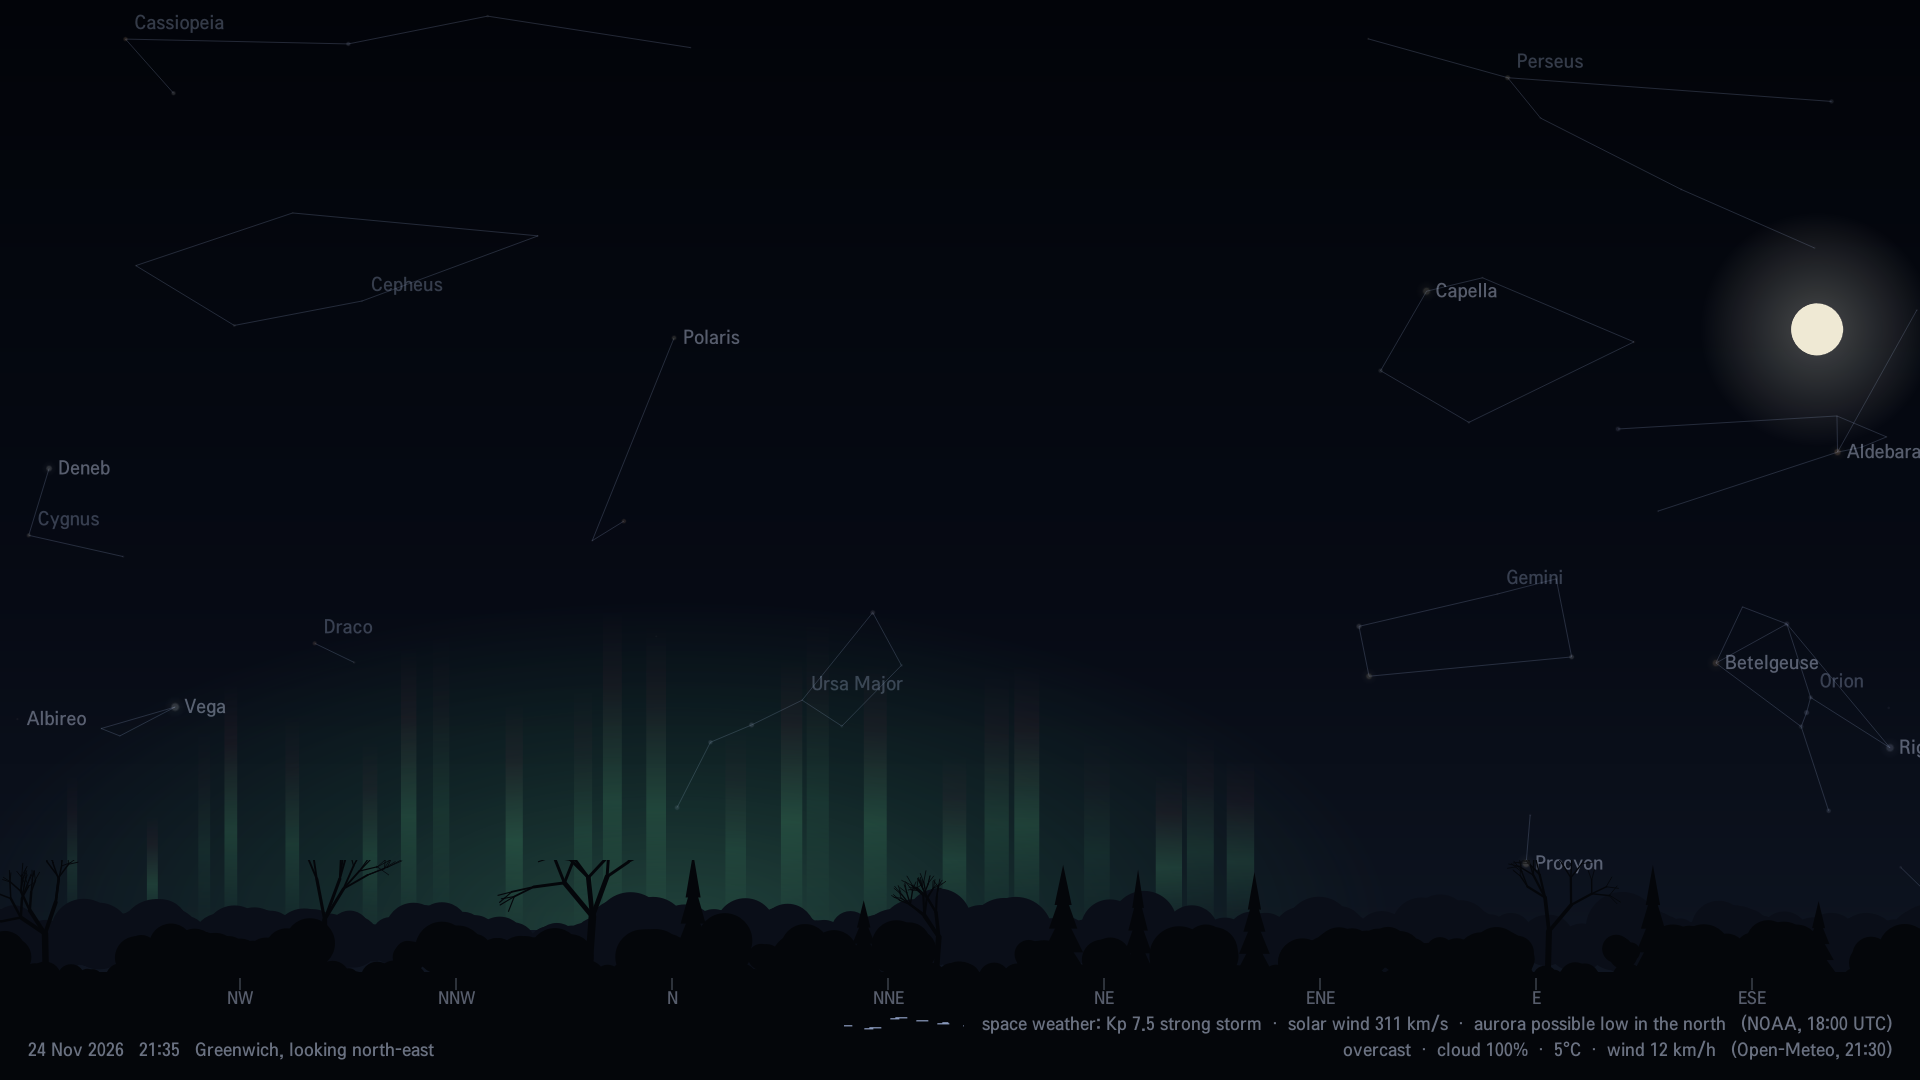 Cassiopeia
Perseus
Cepheus
Capella
Polaris
Aldebara
Deneb
Cygnus
Gemini
Draco
Betelgeuse
Orion
Ursa Major
Vega
Albireo
Rig
Procyon
NW NNW N NNE NE ENE E ESE
space weather: Kp 7.5 strong storm · solar wind 311 km/s · aurora possible low in the north (NOAA, 18:00 UTC)
24 Nov 2026 21:35 Greenwich, looking north-east
overcast · cloud 100% · 5°C · wind 12 km/h (Open-Meteo, 21:30)